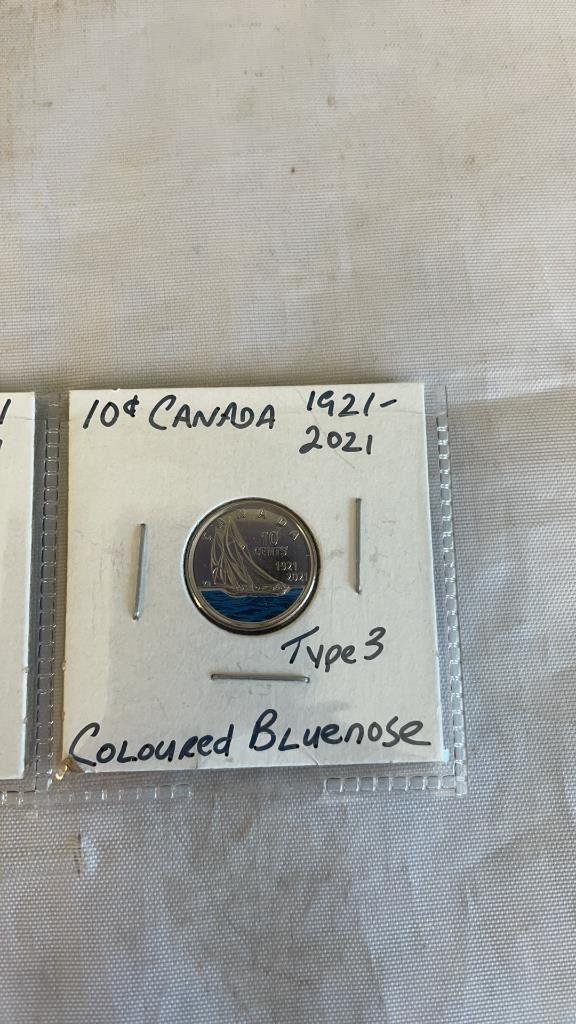 10¢ CANADA 1921-
2021
CANADA
10
CENTS
1921
2021
Type 3
COLOURED BLUENOSE